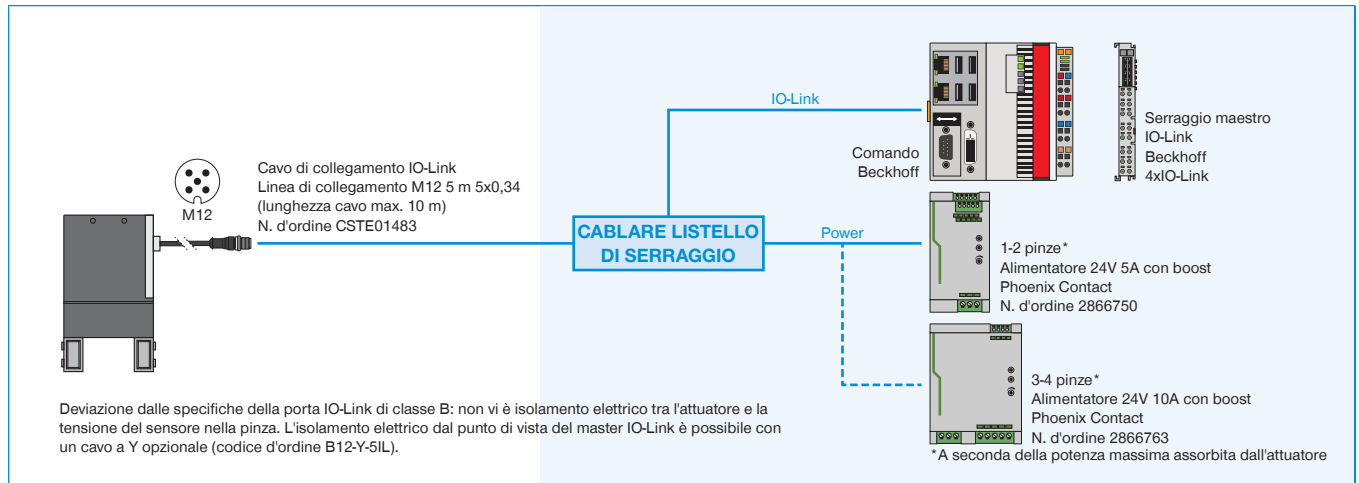 IO-Link
Comando
Beckhoff
Serraggio maestro
IO-Link
Beckhoff
4xIO-Link
M12
Cavo di collegamento IO-Link
Linea di collegamento M12 5 m 5x0,34
(lunghezza cavo max. 10 m)
N. d'ordine CSTE01483
CABLARE LISTELLO
DI SERRAGGIO
Power
1-2 pinze*
Alimentatore 24V 5A con boost
Phoenix Contact
N. d'ordine 2866750
3-4 pinze*
Alimentatore 24V 10A con boost
Phoenix Contact
N. d'ordine 2866763
*A seconda della potenza massima assorbita dall'attuatore
Deviazione dalle specifiche della porta IO-Link di classe B: non vi è isolamento elettrico tra l'attuatore e la
tensione del sensore nella pinza. L'isolamento elettrico dal punto di vista del master IO-Link è possibile con
un cavo a Y opzionale (codice d'ordine B12-Y-5IL).